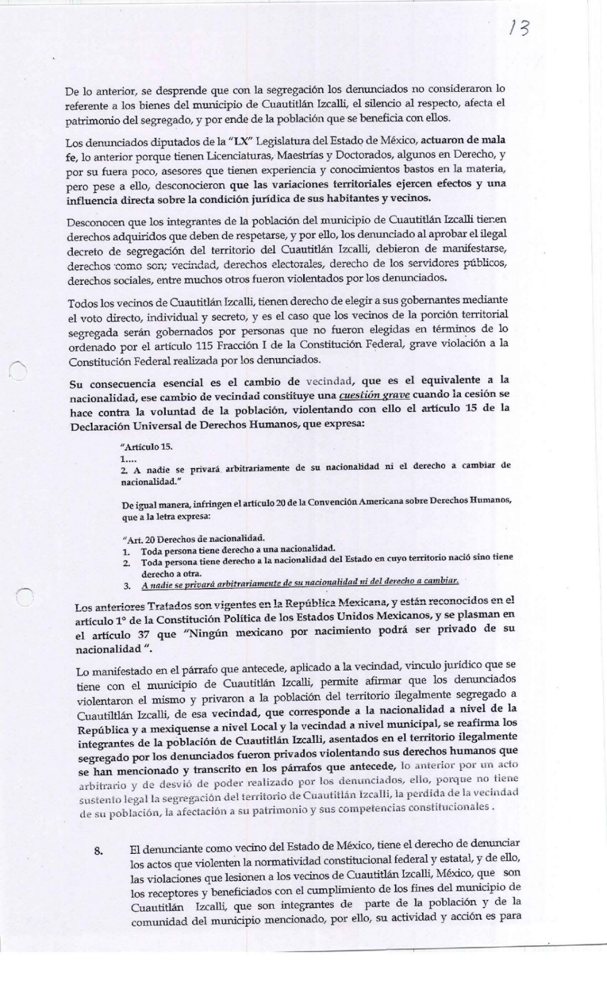 13
De lo anterior, se desprende que con la segregación los denunciados no consideraron lo
referente a los bienes del municipio de Cuautitlán Izcalli, el silencio al respecto, afecta el
patrimonio del segregado, y por ende de la población que se beneficia con ellos.
Los denunciados diputados de la "LX" Legislatura del Estado de México, actuaron de mala
fe, lo anterior porque tienen Licenciaturas, Maestrías y Doctorados, algunos en Derecho, y
por su fuera poco, asesores que tienen experiencia y conocimientos bastos en la materia,
pero pese a ello, desconocieron que las variaciones territoriales ejercen efectos y una
influencia directa sobre la condición jurídica de sus habitantes y vecinos.
Desconocen que los integrantes de la población del municipio de Cuautitlán Izcalli tienen
derechos adquiridos que deben de respetarse, y por ello, los denunciado al aprobar el ilegal
decreto de segregación del territorio del Cuautitlán Izcalli, debieron de manifestarse,
derechos como son; vecindad, derechos electorales, derecho de los servidores públicos,
derechos sociales, entre muchos otros fueron violentados por los denunciados.
Todos los vecinos de Cuautitlán Izcalli, tienen derecho de elegir a sus gobernantes mediante
el voto directo, individual y secreto, y es el caso que los vecinos de la porción territorial
segregada serán gobernados por personas que no fueron elegidas en términos de lo
ordenado por el artículo 115 Fracción I de la Constitución Federal, grave violación a la
Constitución Federal realizada por los denunciados.
Su consecuencia esencial es el cambio de vecindad, que es el equivalente a la
nacionalidad, ese cambio de vecindad constituye una cuestión grave cuando la cesión se
hace contra la voluntad de la población, violentando con ello el artículo 15 de la
Declaración Universal de Derechos Humanos, que expresa:
"Artículo 15.
1....
2. A nadie se privará arbitrariamente de su nacionalidad ni el derecho a cambiar de
nacionalidad."
De igual manera, infringen el artículo 20 de la Convención Americana sobre Derechos Humanos,
que a la letra expresa:
"Art. 20 Derechos de nacionalidad.
1. Toda persona tiene derecho a una nacionalidad.
2. Toda persona tiene derecho a la nacionalidad del Estado en cuyo territorio nació sino tiene
derecho a otra.
3. A nadie se privará arbitrariamente de su nacionalidad ni del derecho a cambiar.
Los anteriores Tratados son vigentes en la República Mexicana, y están reconocidos en el
artículo 1° de la Constitución Política de los Estados Unidos Mexicanos, y se plasman en
el artículo 37 que "Ningún mexicano por nacimiento podrá ser privado de su
nacionalidad ".
Lo manifestado en el párrafo que antecede, aplicado a la vecindad, vinculo jurídico que se
tiene con el municipio de Cuautitlán Izcalli, permite afirmar que los denunciados
violentaron el mismo y privaron a la población del territorio ilegalmente segregado a
Cuautiltlán Izcalli, de esa vecindad, que corresponde a la nacionalidad a nivel de la
República y a mexiquense a nivel Local y la vecindad a nivel municipal, se reafirma los
integrantes de la población de Cuautitlán Izcalli, asentados en el territorio ilegalmente
segregado por los denunciados fueron privados violentando sus derechos humanos que
se han mencionado y transcrito en los párrafos que antecede, lo anterior por un acto
arbitrario y de desvió de poder realizado por los denunciados, ello, porque no tiene
sustento legal la segregación del territorio de Cuautitlán Izcalli, la perdida de la vecindad
de su población, la afectación a su patrimonio y sus competencias constitucionales .
8. El denunciante como vecino del Estado de México, tiene el derecho de denunciar
los actos que violenten la normatividad constitucional federal y estatal, y de ello,
las violaciones que lesionen a los vecinos de Cuautitlán Izcalli, México, que son
los receptores y beneficiados con el cumplimiento de los fines del municipio de
Cuautitlán Izcalli, que son integrantes de parte de la población y de la
comunidad del municipio mencionado, por ello, su actividad y acción es para